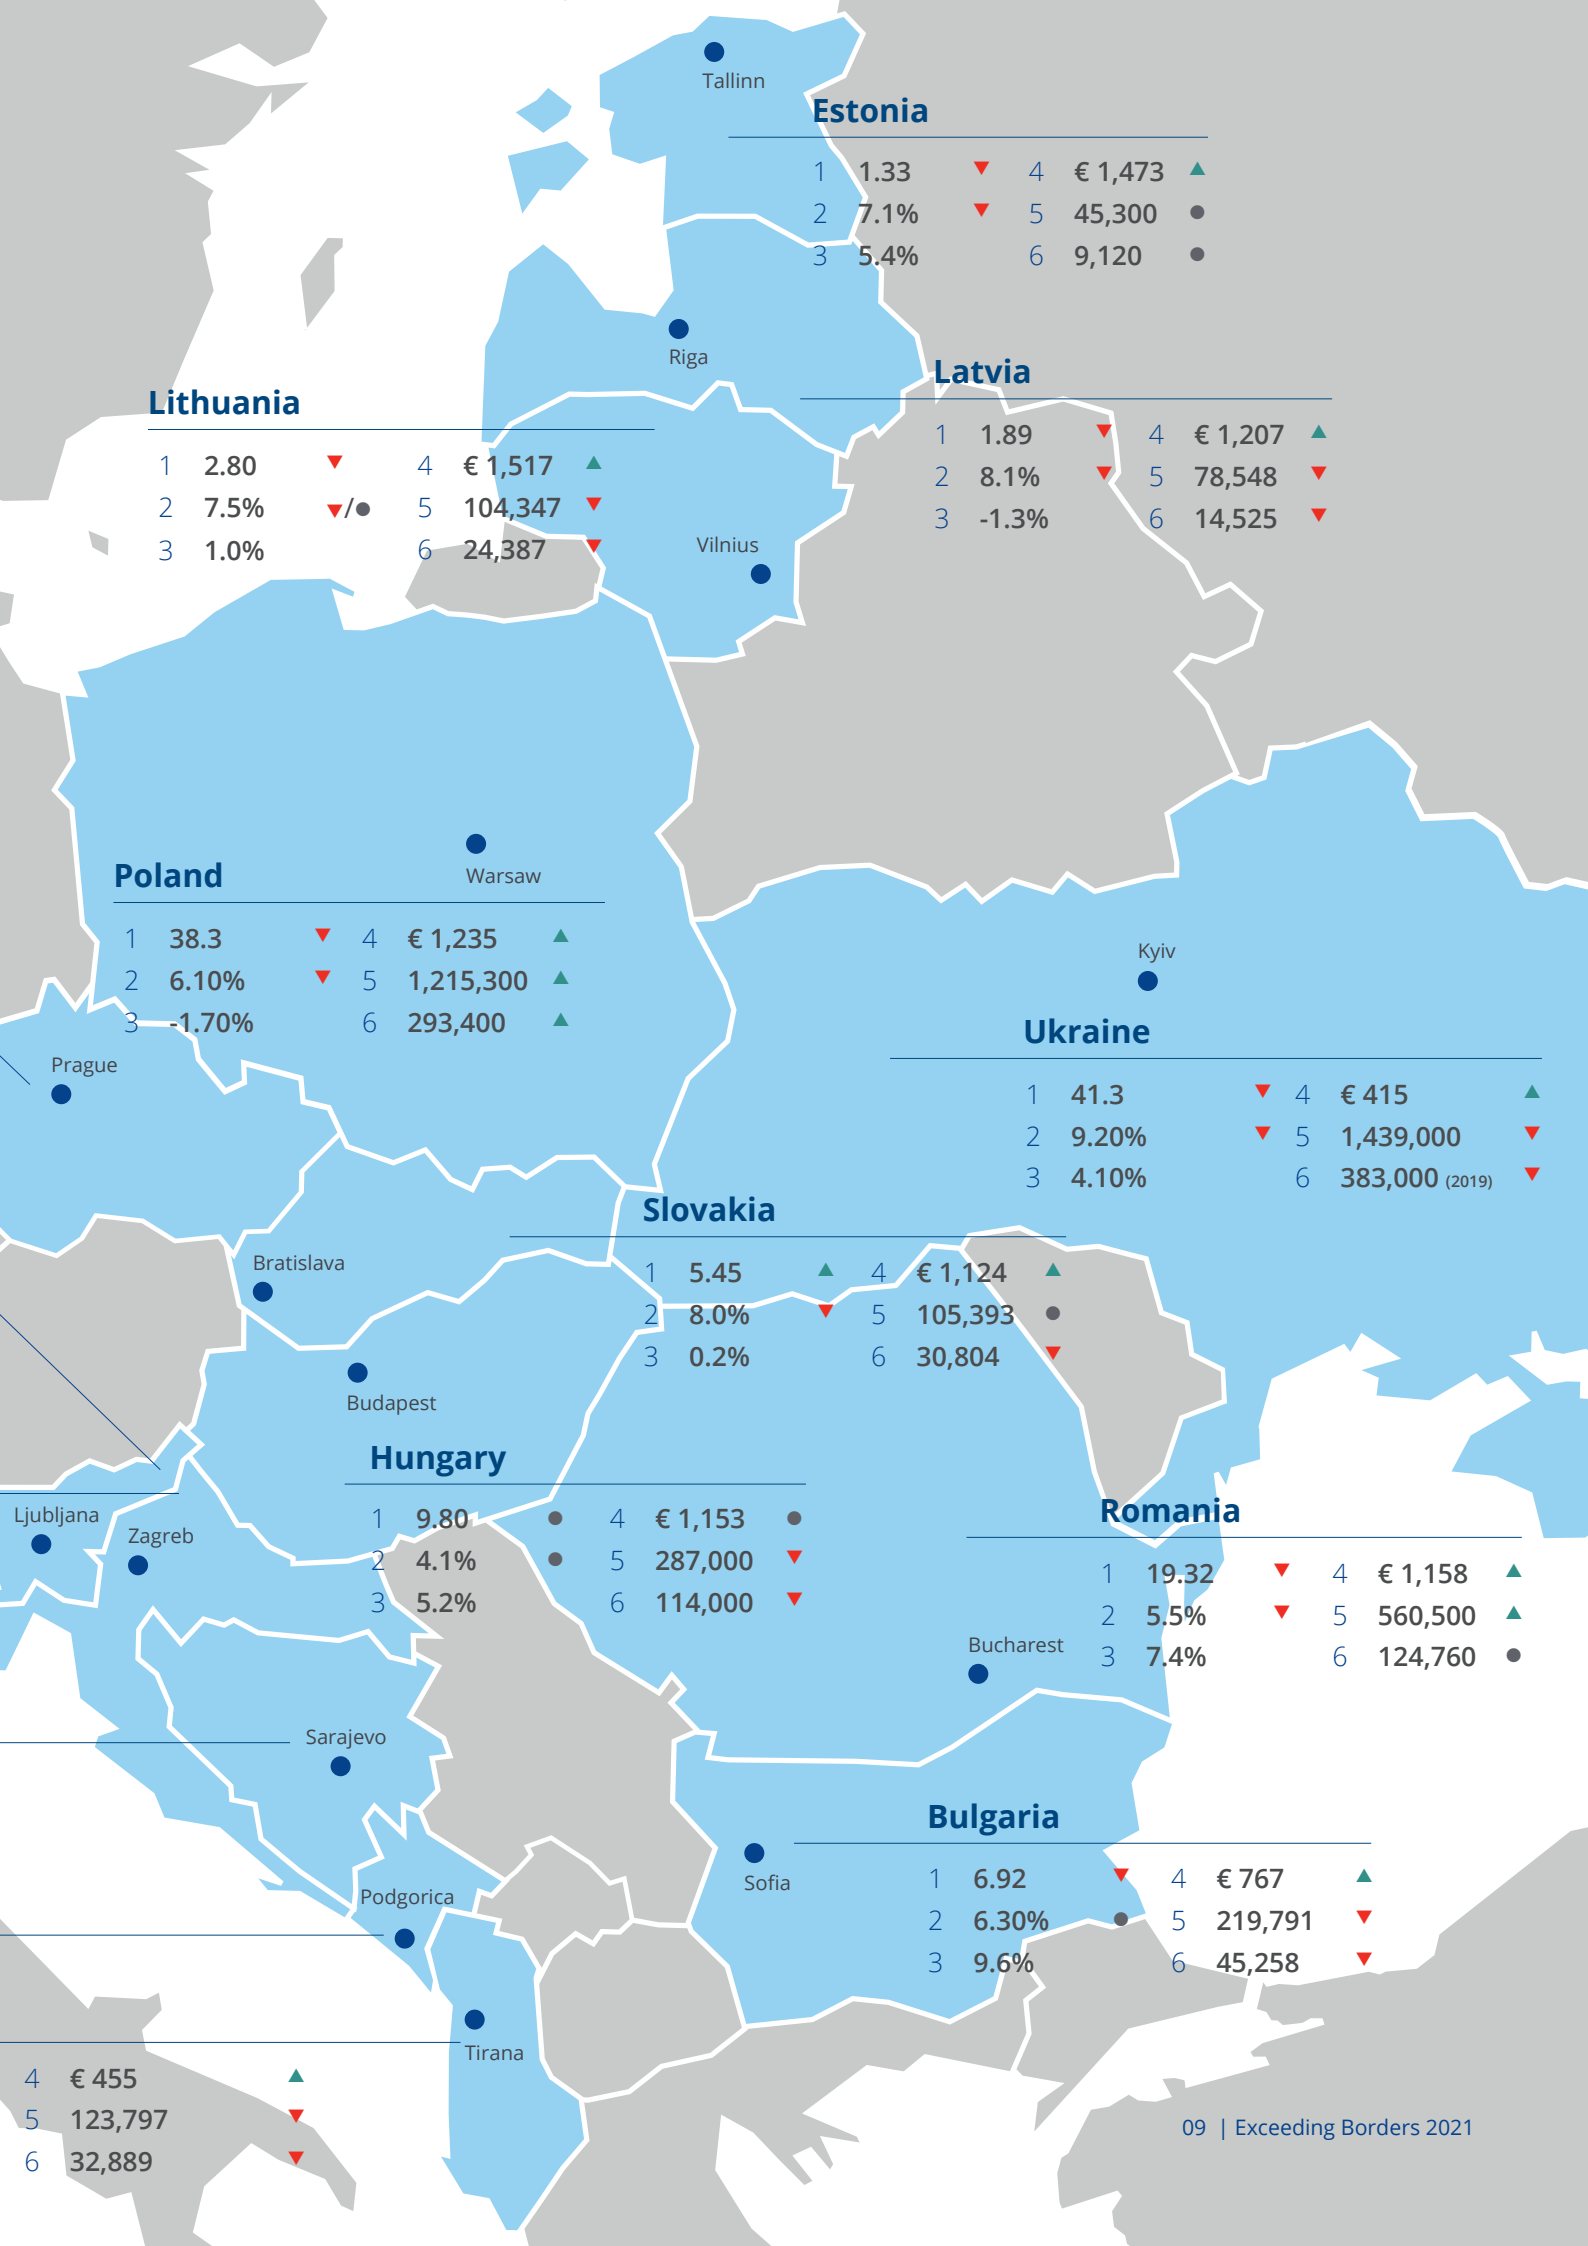 Tallinn
Estonia
1 1.33 ▼ 4 € 1,473 ▲
2 7.1% ▼ 5 45,300 ●
3 5.4% 6 9,120 ●
Riga
Latvia
1 1.89 ▼ 4 € 1,207 ▲
2 8.1% ▼ 5 78,548 ▼
3 -1.3% 6 14,525 ▼
Lithuania
1 2.80 ▼ 4 € 1,517 ▲
2 7.5% ▼/● 5 104,347 ▼
3 1.0% 6 24,387 ▼
Vilnius
Warsaw
Poland
1 38.3 ▼ 4 € 1,235 ▲
2 6.10% ▼ 5 1,215,300 ▲
3 -1.70% 6 293,400 ▲
Prague
Kyiv
Ukraine
1 41.3 ▼ 4 € 415 ▲
2 9.20% ▼ 5 1,439,000 ▼
3 4.10% 6 383,000 (2019) ▼
Slovakia
1 5.45 ▲ 4 € 1,124 ▲
2 8.0% ▼ 5 105,393 ●
3 0.2% 6 30,804 ▼
Bratislava
Budapest
Hungary
1 9.80 ● 4 € 1,153 ●
2 4.1% ● 5 287,000 ▼
3 5.2% 6 114,000 ▼
Ljubljana
Zagreb
Romania
1 19.32 ▼ 4 € 1,158 ▲
2 5.5% ▼ 5 560,500 ▲
3 7.4% 6 124,760 ●
Bucharest
Sarajevo
Bulgaria
1 6.92 ▼ 4 € 767 ▲
2 6.30% ● 5 219,791 ▼
3 9.6% 6 45,258 ▼
Sofia
Podgorica
Tirana
4 € 455 ▲
5 123,797 ▼
6 32,889 ▼
09 | Exceeding Borders 2021